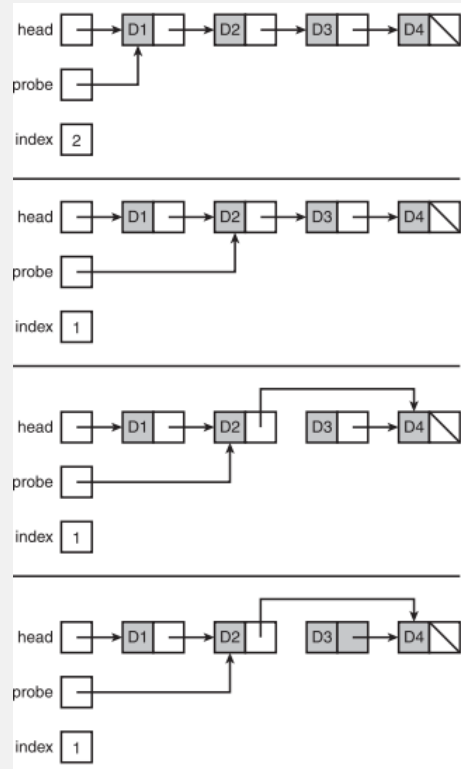 head D1 D2 D3 D4
probe
index 2
head D1 D2 D3 D4
probe
index 1
head D1 D2 D3 D4
probe
index 1
head D1 D2 D3 D4
probe
index 1